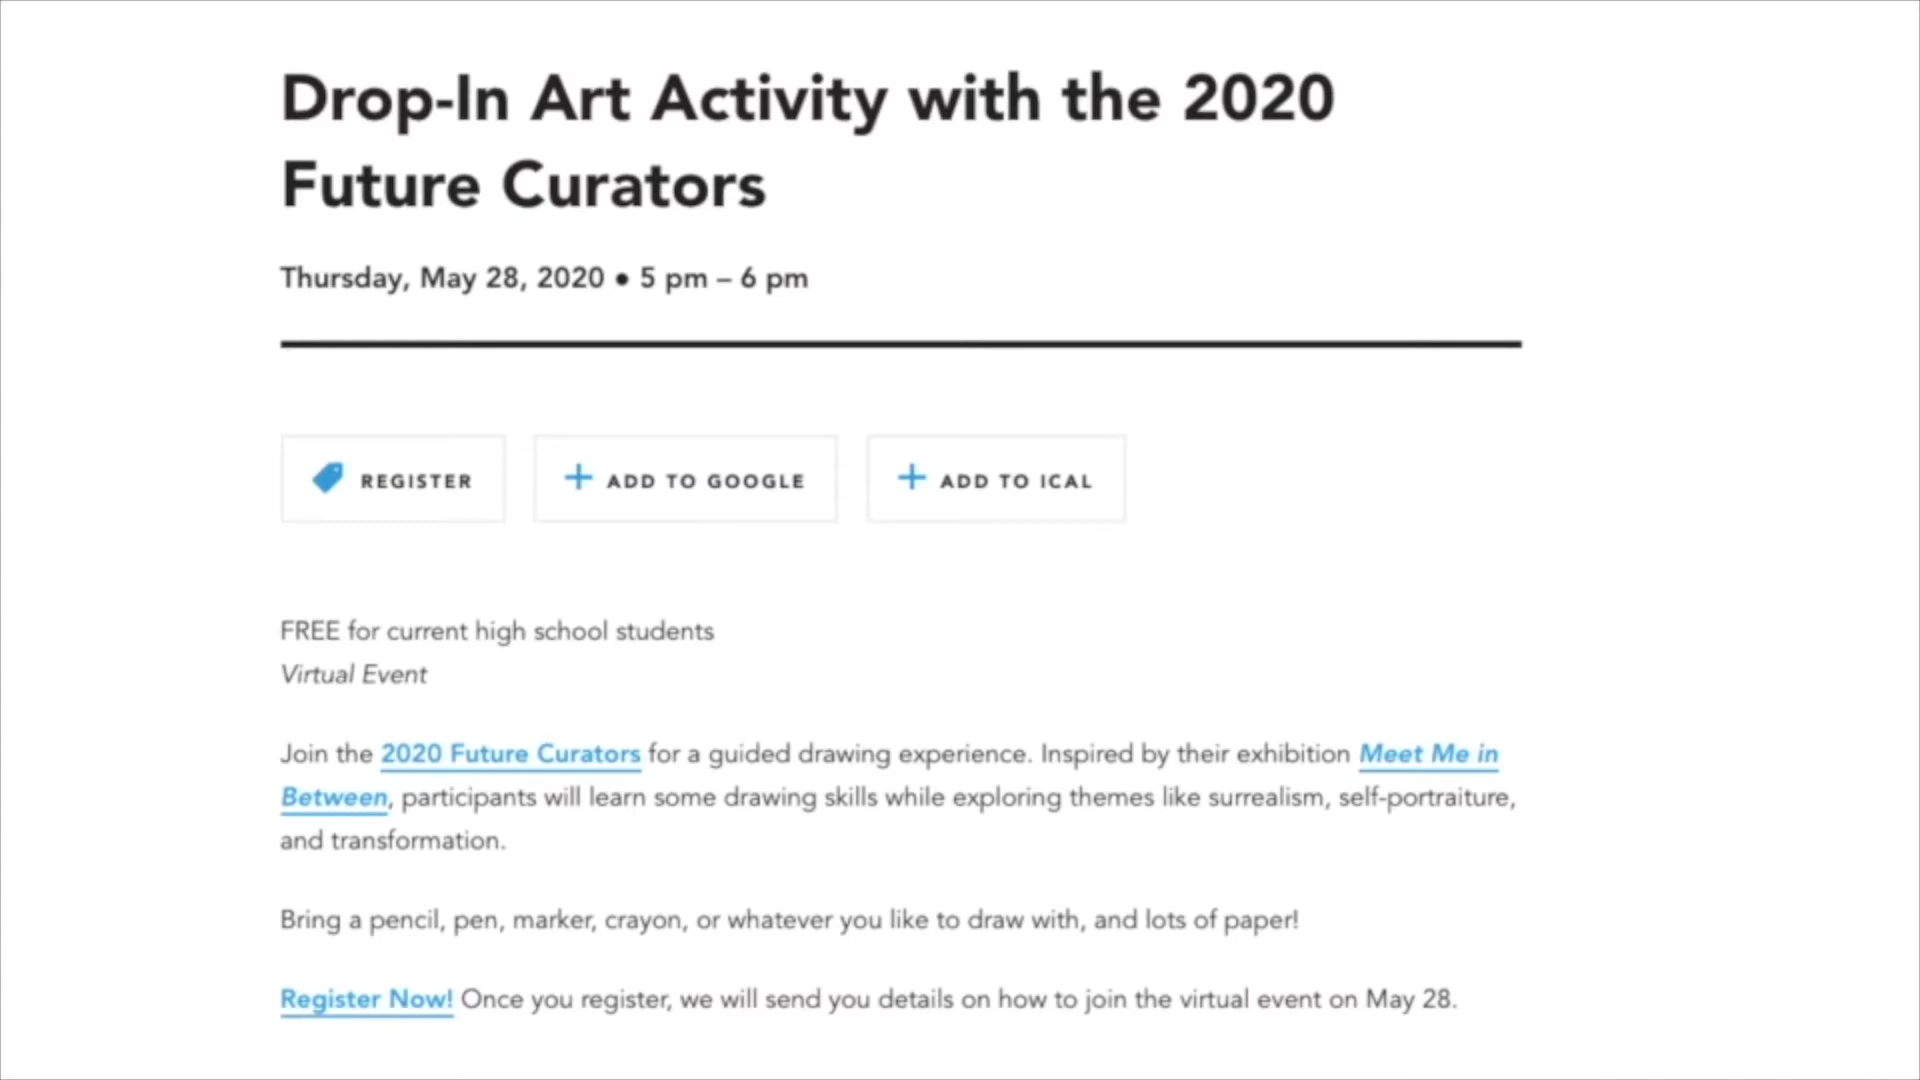 Drop-In Art Activity with the 2020
Future Curators
Thursday, May 28, 2020 • 5 pm – 6 pm
REGISTER
ADD TO GOOGLE
ADD TO ICAL
FREE for current high school students
Virtual Event
Join the 2020 Future Curators for a guided drawing experience. Inspired by their exhibition Meet Me in
Between, participants will learn some drawing skills while exploring themes like surrealism, self-portraiture,
and transformation.
Bring a pencil, pen, marker, crayon, or whatever you like to draw with, and lots of paper!
Register Now! Once you register, we will send you details on how to join the virtual event on May 28.